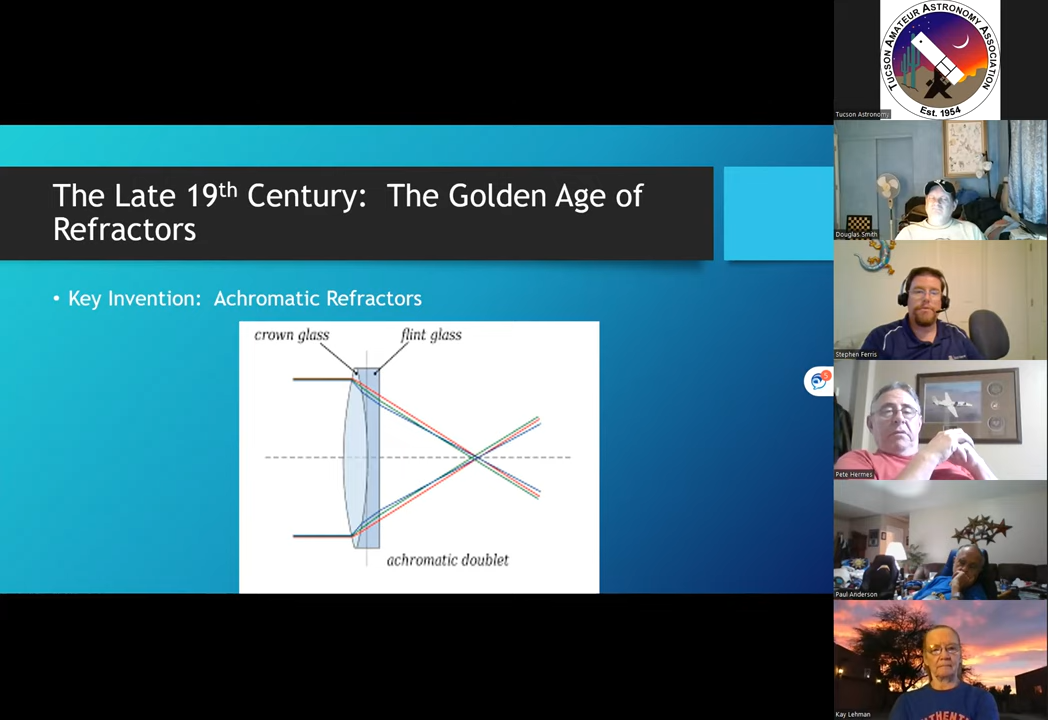 The Late 19th Century:  The Golden Age of
Refractors
• Key Invention:  Achromatic Refractors
crown glass
flint glass
achromatic doublet
TUCSON AMATEUR ASTRONOMY ASSOCIATION
Est. 1954
Tucson Astronomy
Douglas Smith
Stephen Ferris
Pete Hermes
Paul Anderson
Kay Lehman